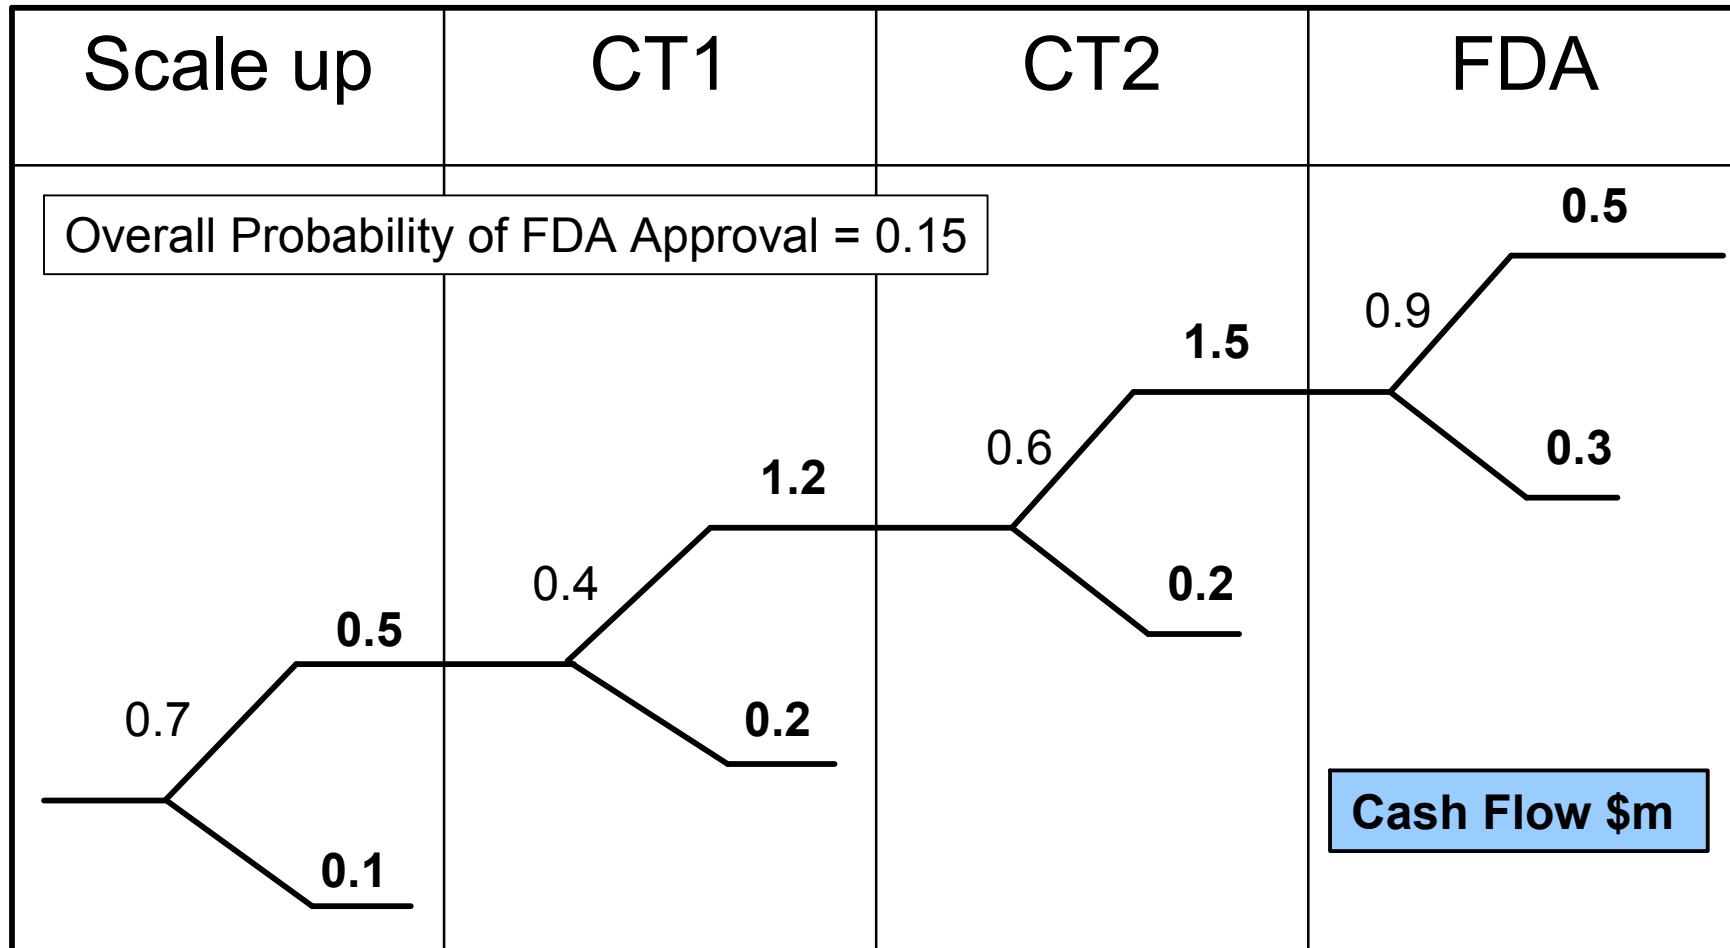 Scale up
CT1
CT2
FDA
Overall Probability of FDA Approval = 0.15
0.5
0.9
1.5
0.3
0.6
1.2
0.2
0.4
0.5
0.2
0.7
0.1
Cash Flow $m